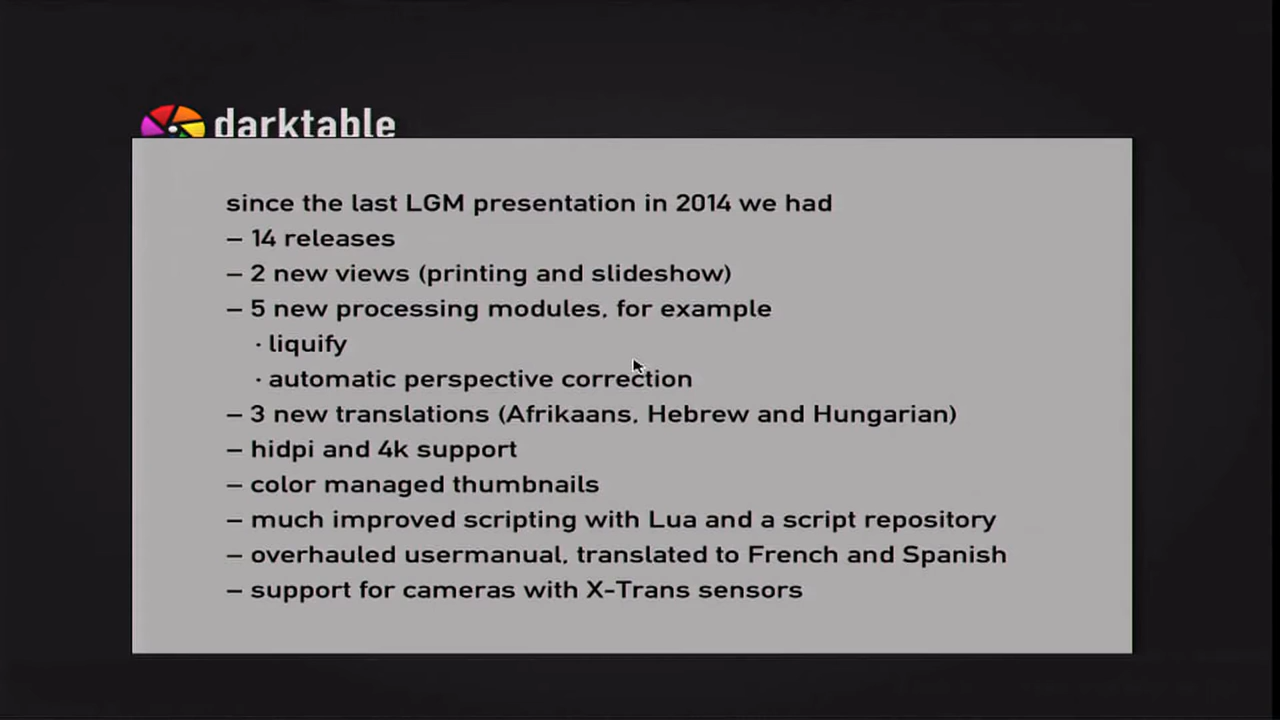 darktable
since the last LGM presentation in 2014 we had
– 14 releases
– 2 new views (printing and slideshow)
– 5 new processing modules, for example
· liquify
· automatic perspective correction
– 3 new translations (Afrikaans, Hebrew and Hungarian)
– hidpi and 4k support
– color managed thumbnails
– much improved scripting with Lua and a script repository
– overhauled usermanual, translated to French and Spanish
– support for cameras with X-Trans sensors